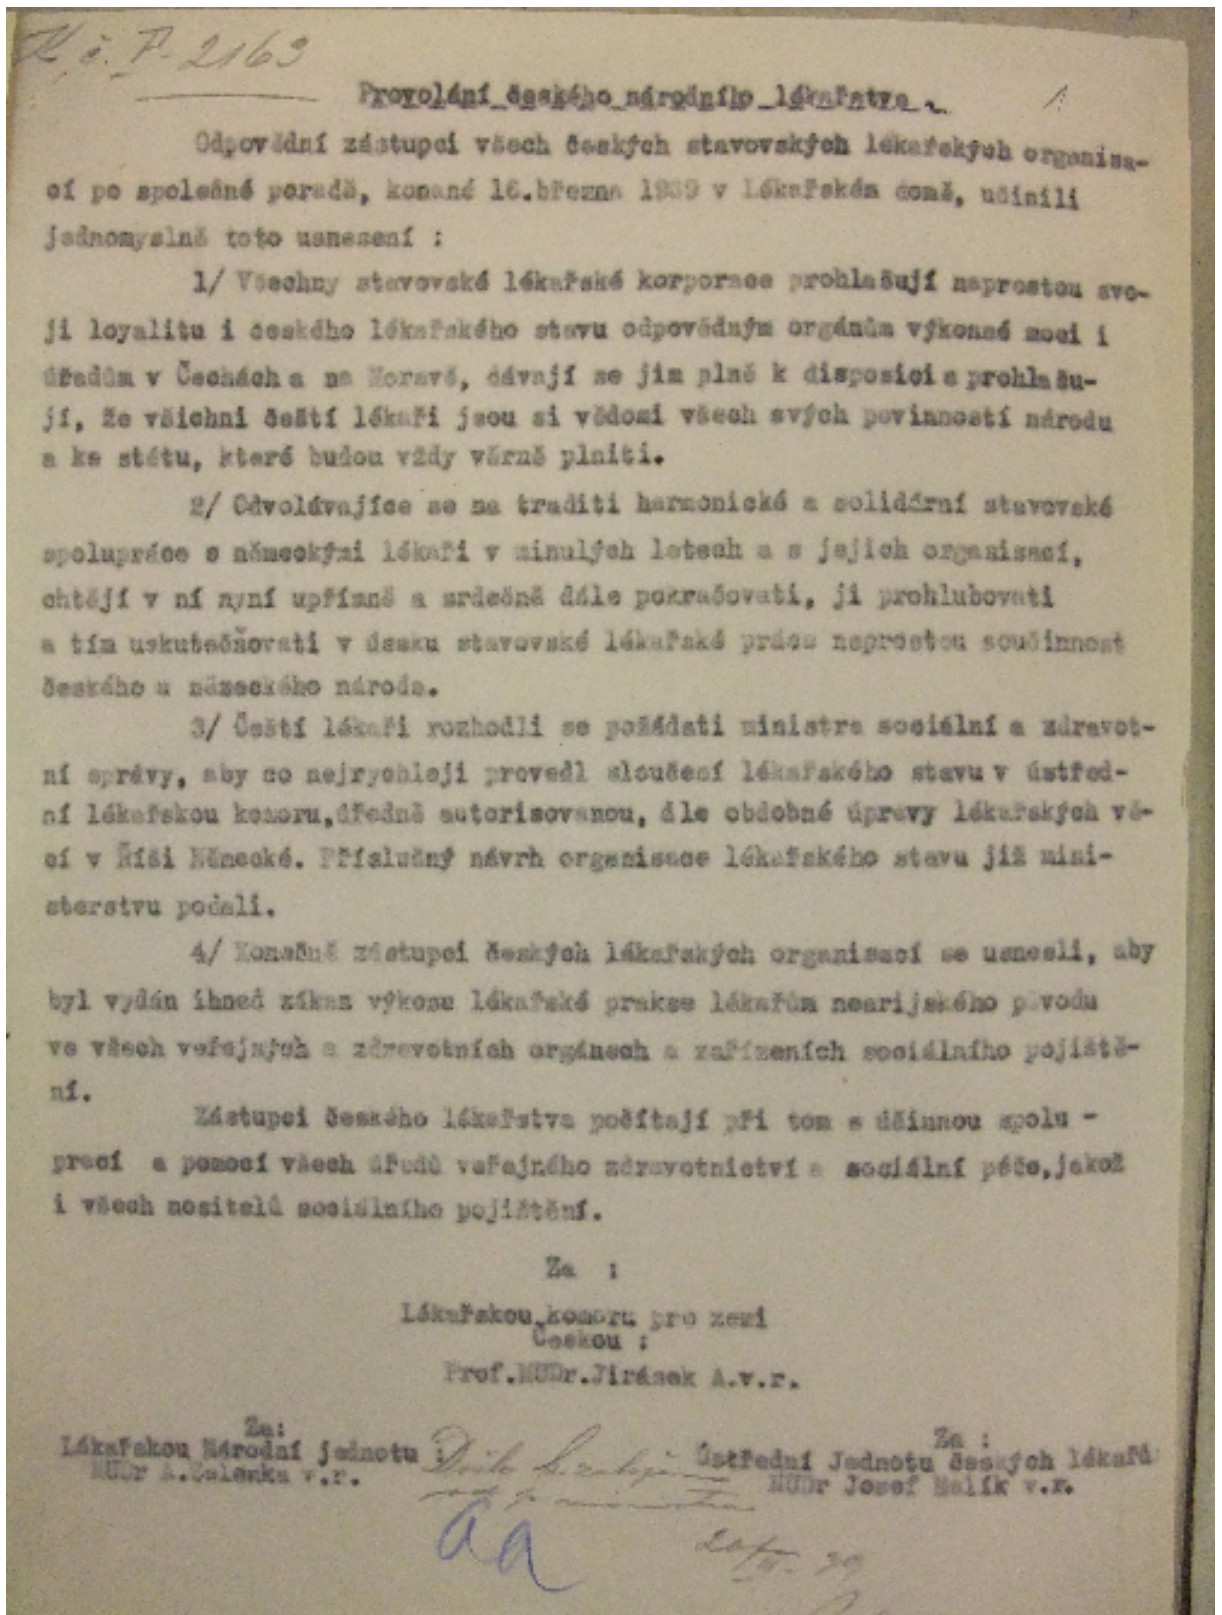 K č. F- 2163
Provolání českého národního lékařstva.
1
Odpovědní zástupci všech českých stavovských lékařských organisa-
cí po společné poradě, konané 16.března 1939 v Lékařském domě, učinili
jednomyslně toto usnesení :
1/ Všechny stavovské lékařské korporace prohlašují naprostou svo-
ji loyalitu i českého lékařského stavu odpovědným orgánům výkonné moci i
úřadům v Čechách a na Moravě, dávají se jim plně k disposici a prohlašu-
jí, že všichni čeští lékaři jsou si vědomi všech svých povinností národu
a ke státu, které budou vždy věrně plniti.
2/ Odvolávajíce se na traditi harmonické a solidární stavovské
spolupráce s německými lékaři v minulých letech a s jejich organisací,
chtějí v ní nyní upřímně a srdečně dále pokračovati, ji prohlubovati
a tím uskutečňovati v úseku stavovské lékařské práce naprostou součinnost
českého a německého národa.
3/ Čeští lékaři rozhodli se požádati ministra sociální a zdravot-
ní správy, aby co nejrychleji provedl sloučecí lékařského stavu v ústřed-
ní lékařskou komoru,úředně autorisovanou, dle obdobné úpravy lékařských vě-
cí v Říši Německé. Příslučný návrh organisace lékařského stavu již mini-
sterstvu podali.
4/ Konečně zástupci českých lékařských organisací se usnesli, aby
byl vydán ihned zákaz výkonu lékařské prakse lékařům nearijského původu
ve všech veřejných a zdravotních orgánech a zařízeních sociálního pojiště-
ní.
Zástupci českého lékařstva počítají při tom s účinnou spolu -
prací a pomocí všech úřadů veřejného zdravotnictví a sociální péče,jakož
i všech nositelů sociálního pojištění.
Za :
Lékařskou komoru pro zemi
Českou :
Prof.MUDr.Jirásek A.v.r.
Za:
Lékařskou Národní jednotu :
MUDr A.Zelenka v.r.
Za :
Ústřední Jednotu českých lékařů
MUDr Josef Malík v.r.
Došlo
aa
20/III. 39